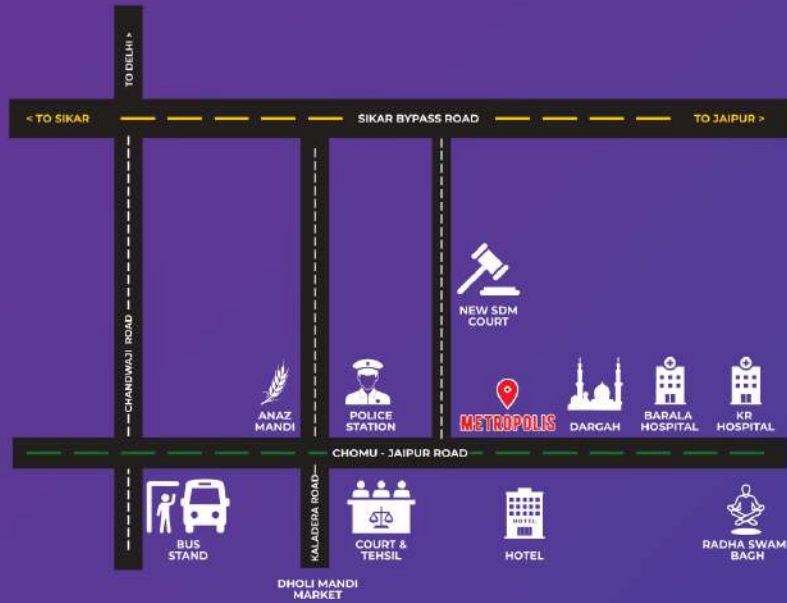 TO DELHI >
< TO SIKAR
SIKAR BYPASS ROAD
TO JAIPUR >
CHANDWAJI ROAD
NEW SDM
COURT
ANAZ
MANDI
POLICE
STATION
METROPOLIS
DARGAH
BARALA
HOSPITAL
KR
HOSPITAL
CHOMU - JAIPUR ROAD
KALADERA ROAD
BUS
STAND
COURT &
TEHSIL
HOTEL
HOTEL
RADHA SWAMI
BAGH
DHOLI MANDI
MARKET